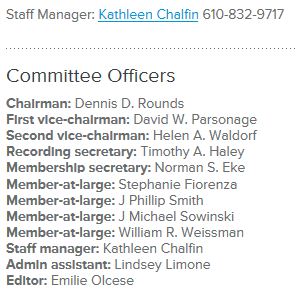 Staff Manager: Kathleen Chalfin 610-832-9717
Committee Officers
Chairman: Dennis D. Rounds
First vice-chairman: David W. Parsonage
Second vice-chairman: Helen A. Waldorf
Recording secretary: Timothy A. Haley
Membership secretary: Norman S. Eke
Member-at-large: Stephanie Fiorenza
Member-at-large: J Phillip Smith
Member-at-large: J Michael Sowinski
Member-at-large: William R. Weissman
Staff manager: Kathleen Chalfin
Admin assistant: Lindsey Limone
Editor: Emilie Olcese